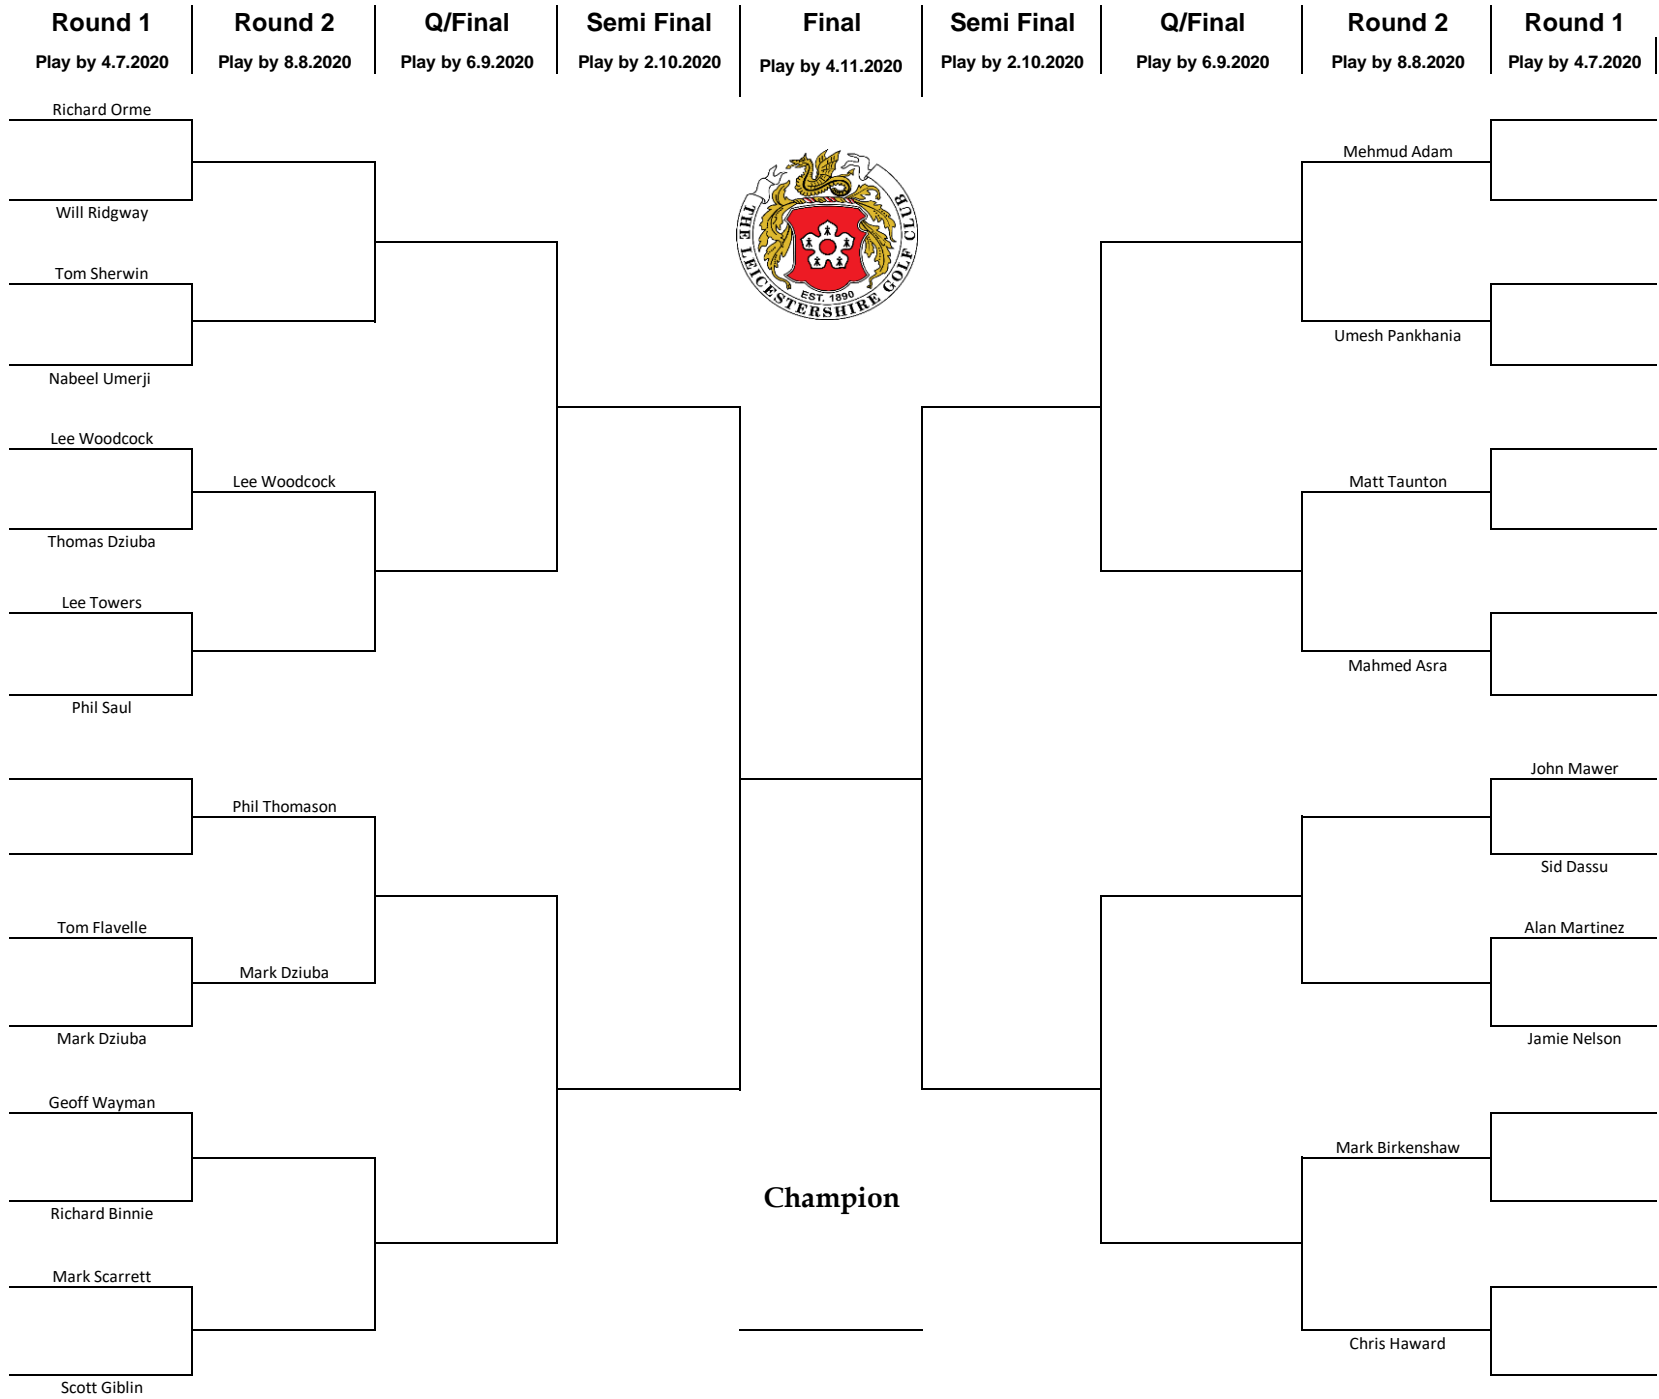 Round 1 Round 2 Q/Final Semi Final Final Semi Final Q/Final Round 2 Round 1
Play by 4.7.2020 Play by 8.8.2020 Play by 6.9.2020 Play by 2.10.2020 Play by 4.11.2020 Play by 2.10.2020 Play by 6.9.2020 Play by 8.8.2020 Play by 4.7.2020
Richard Orme
Mehmud Adam
THE LEICESTERSHIRE GOLF CLUB
EST. 1890
Will Ridgway
Tom Sherwin
Umesh Pankhania
Nabeel Umerji
Lee Woodcock
Lee Woodcock Matt Taunton
Thomas Dziuba
Lee Towers
Mahmed Asra
Phil Saul
John Mawer
Phil Thomason
Sid Dassu
Tom Flavelle Alan Martinez
Mark Dziuba
Mark Dziuba Jamie Nelson
Geoff Wayman
Mark Birkenshaw
Champion
Richard Binnie
Mark Scarrett
Chris Haward
Scott Giblin